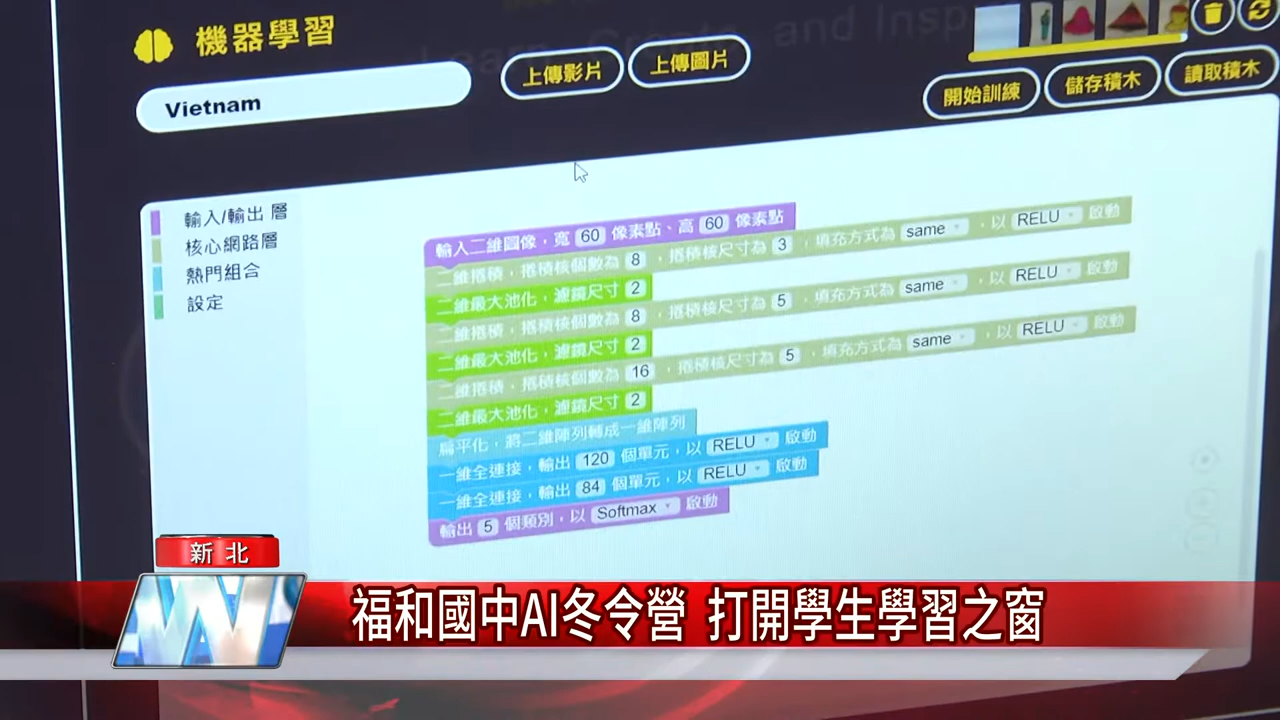 Learn, Create, and Insp
機器學習
Vietnam
上傳影片
上傳圖片
開始訓練
儲存積木
讀取積木
輸入/輸出 層
核心網路層
熱門組合
設定
輸入二維圖像，寬 60 像素點、高 60 像素點
二維捲積，捲積核個數為 8 ，捲積核尺寸為 3 ，填充方式為 same ，以 RELU 啟動
二維最大池化，濾鏡尺寸 2
二維捲積，捲積核個數為 8 ，捲積核尺寸為 5 ，填充方式為 same ，以 RELU 啟動
二維最大池化，濾鏡尺寸 2
二維捲積，捲積核個數為 16 ，捲積核尺寸為 5 ，填充方式為 same ，以 RELU 啟動
二維最大池化，濾鏡尺寸 2
扁平化，將二維陣列轉成一維陣列
一維全連接，輸出 120 個單元，以 RELU 啟動
一維全連接，輸出 84 個單元，以 RELU 啟動
輸出 5 個類別，以 Softmax 啟動
新北
福和國中AI冬令營 打開學生學習之窗